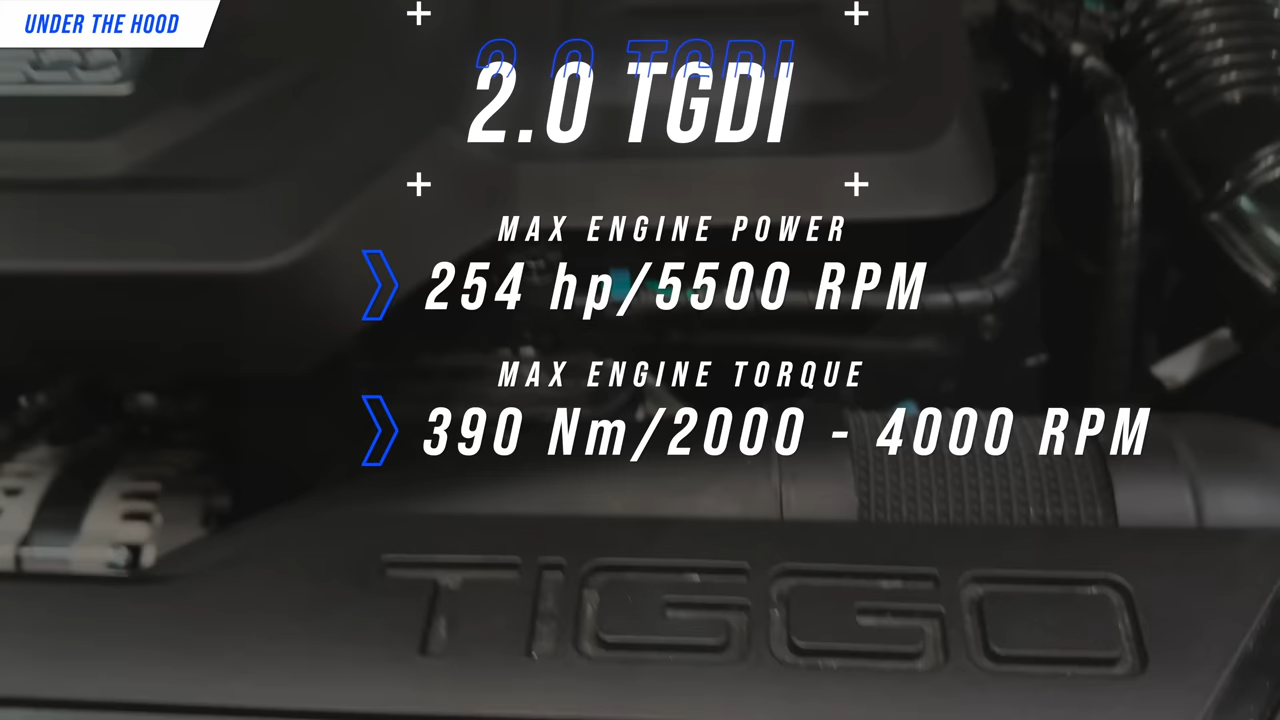 UNDER THE HOOD
2.0 TGDI
MAX ENGINE POWER
254 hp/5500 RPM
MAX ENGINE TORQUE
390 Nm/2000 - 4000 RPM
TIGGO